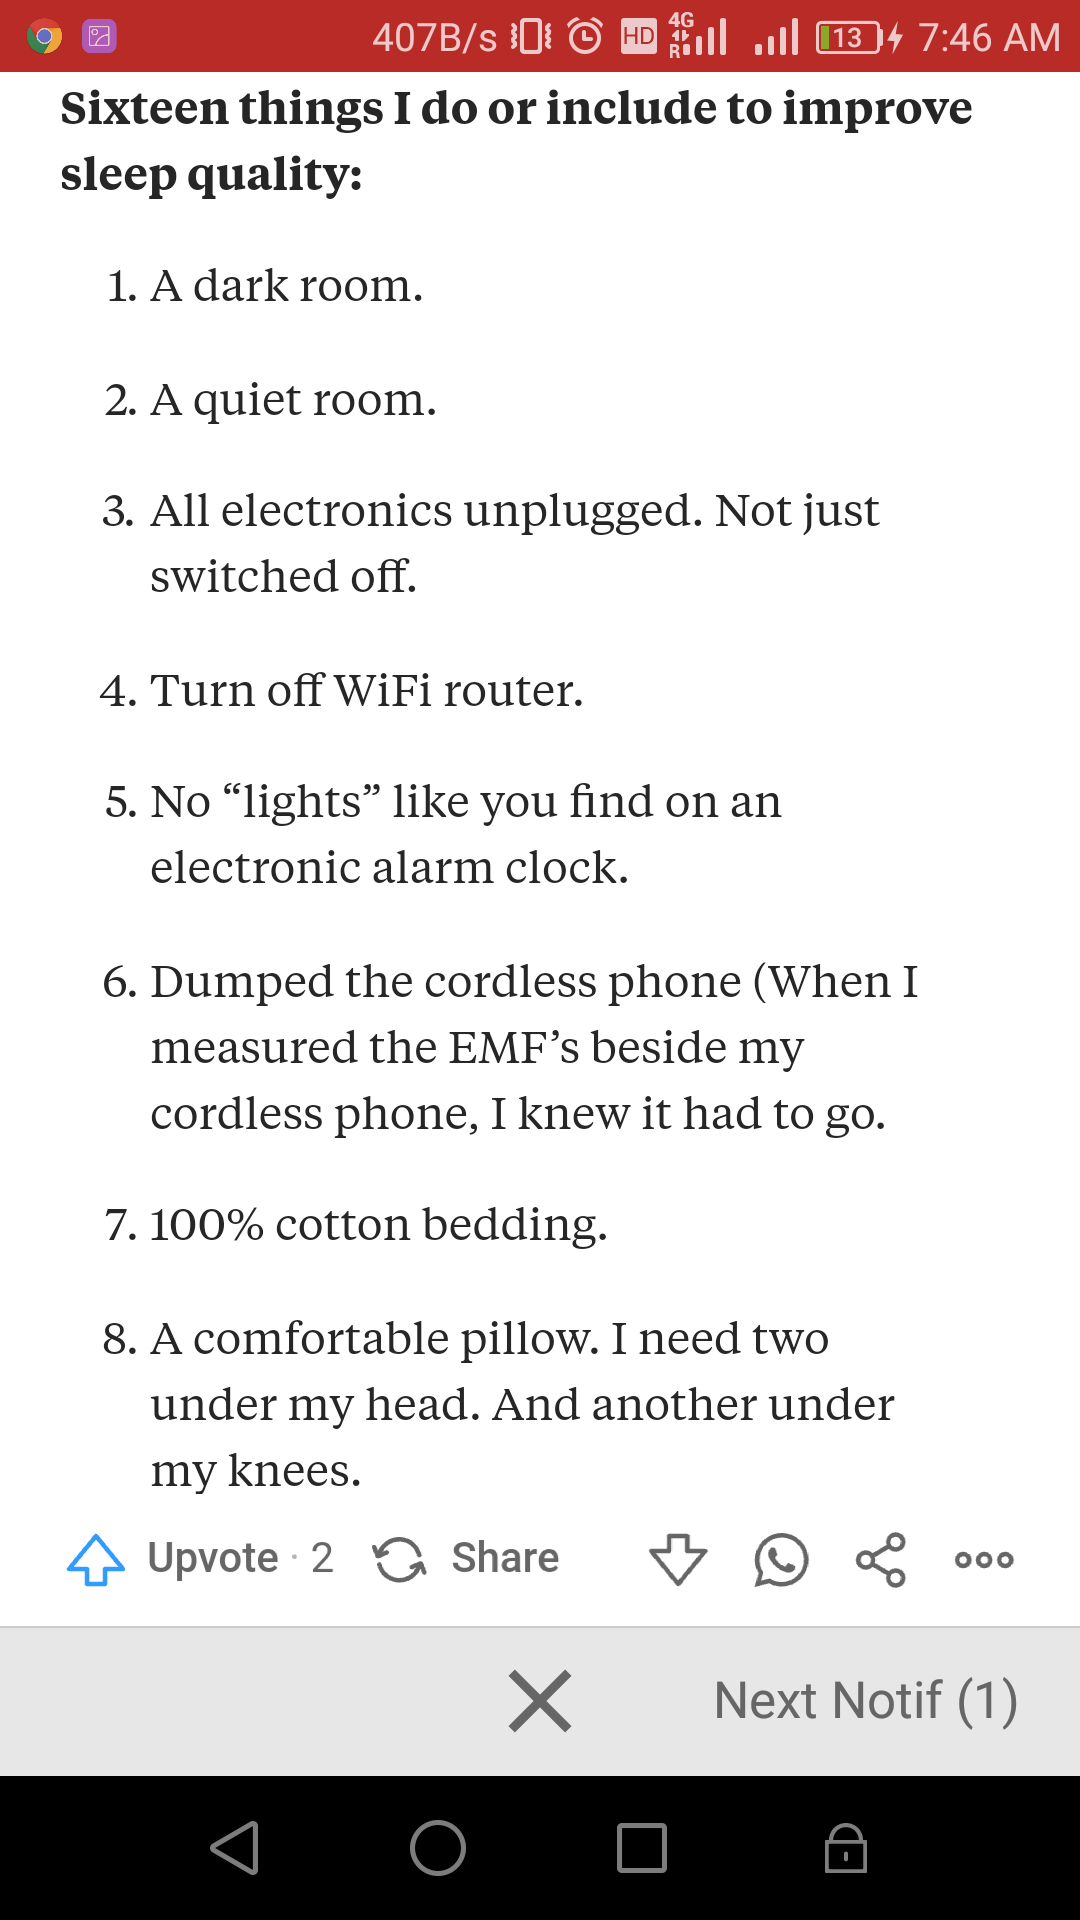 407B/s HD 4G R 13 7:46 AM
Sixteen things I do or include to improve
sleep quality:
1. A dark room.
2. A quiet room.
3. All electronics unplugged. Not just
switched off.
4. Turn off WiFi router.
5. No “lights” like you find on an
electronic alarm clock.
6. Dumped the cordless phone (When I
measured the EMF’s beside my
cordless phone, I knew it had to go.
7. 100% cotton bedding.
8. A comfortable pillow. I need two
under my head. And another under
my knees.
Upvote · 2 Share
Next Notif (1)